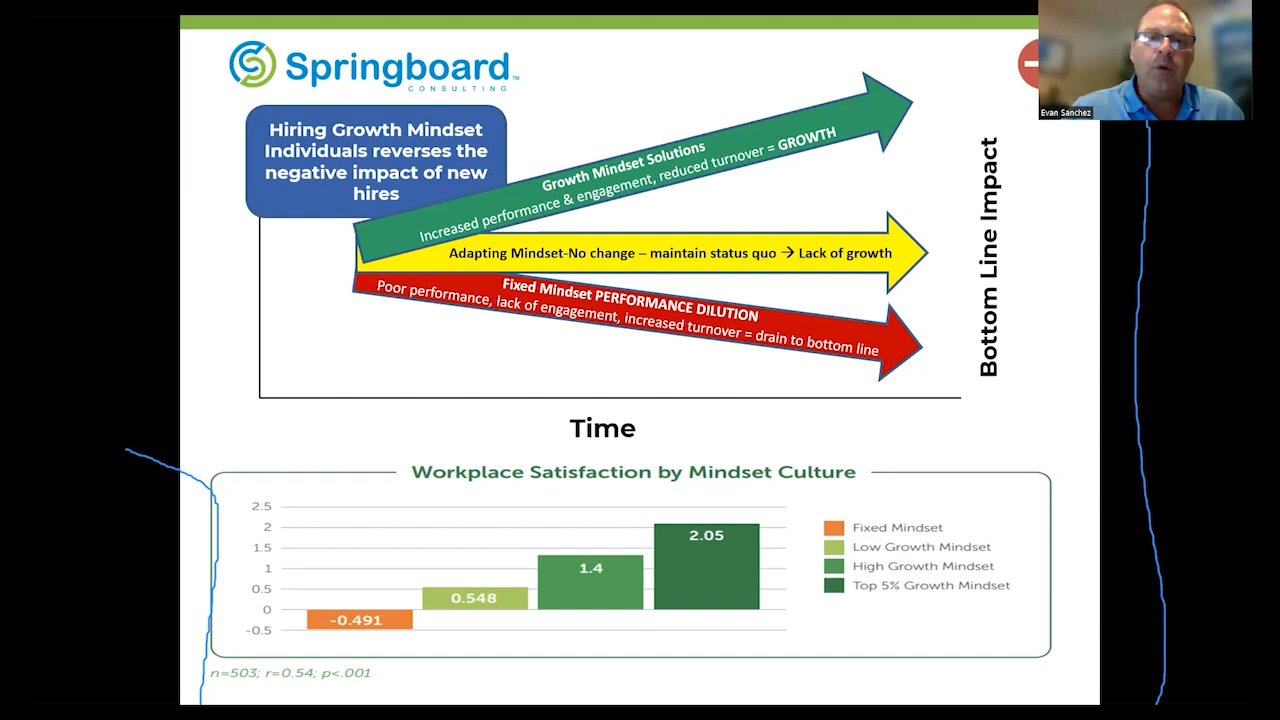 Springboard
CONSULTING
Evan Sanchez
Hiring Growth Mindset
Individuals reverses the
negative impact of new
hires
Growth Mindset Solutions
Increased performance & engagement, reduced turnover = GROWTH
Adapting Mindset-No change – maintain status quo → Lack of growth
Fixed Mindset PERFORMANCE DILUTION
Poor performance, lack of engagement, increased turnover = drain to bottom line
Bottom Line Impact
Time
Workplace Satisfaction by Mindset Culture
2.5
2
1.5
1
0.5
0
-0.5
-0.491
0.548
1.4
2.05
Fixed Mindset
Low Growth Mindset
High Growth Mindset
Top 5% Growth Mindset
n=503; r=0.54; p<.001